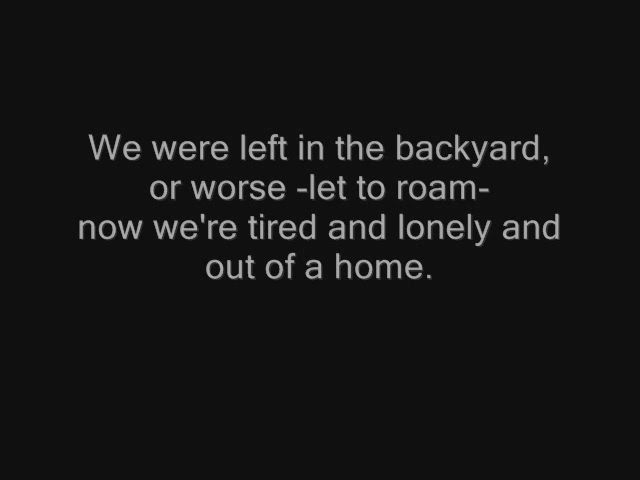 We were left in the backyard,
or worse -let to roam-
now we're tired and lonely and
out of a home.